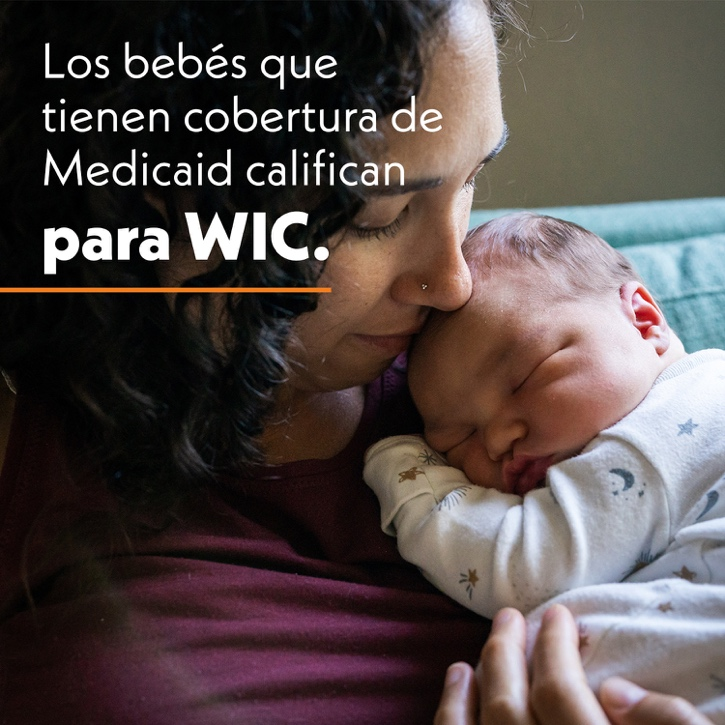 Los bebés que
tienen cobertura de
Medicaid califican
para WIC.